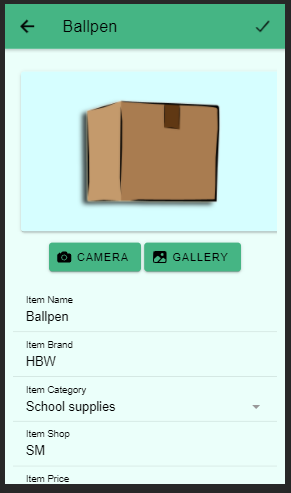 Ballpen
CAMERA
GALLERY
Item Name
Ballpen
Item Brand
HBW
Item Category
School supplies
Item Shop
SM
Item Price